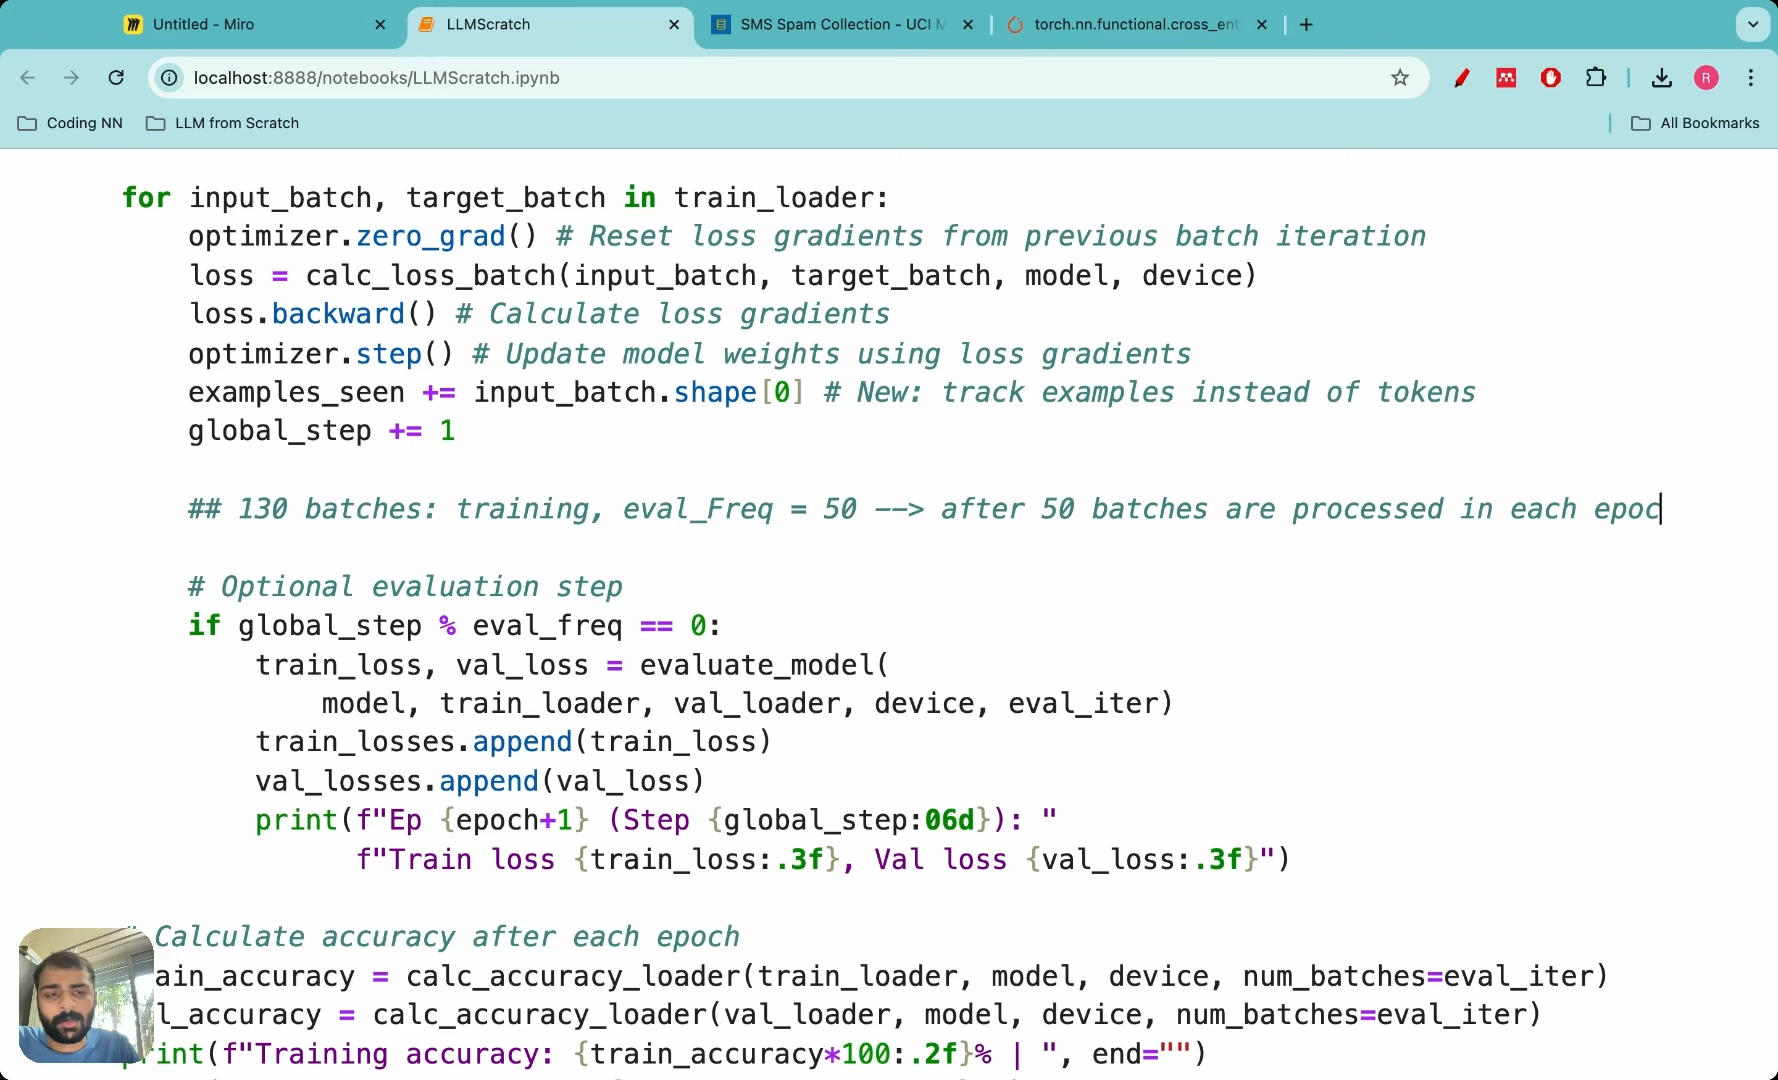 Untitled - Miro
LLMScratch
SMS Spam Collection - UCI M
torch.nn.functional.cross_ent
localhost:8888/notebooks/LLMScratch.ipynb
R
Coding NN
LLM from Scratch
All Bookmarks
for input_batch, target_batch in train_loader:
optimizer.zero_grad() # Reset loss gradients from previous batch iteration
loss = calc_loss_batch(input_batch, target_batch, model, device)
loss.backward() # Calculate loss gradients
optimizer.step() # Update model weights using loss gradients
examples_seen += input_batch.shape[0] # New: track examples instead of tokens
global_step += 1
## 130 batches: training, eval_Freq = 50 --> after 50 batches are processed in each epoc
# Optional evaluation step
if global_step % eval_freq == 0:
train_loss, val_loss = evaluate_model(
model, train_loader, val_loader, device, eval_iter)
train_losses.append(train_loss)
val_losses.append(val_loss)
print(f"Ep {epoch+1} (Step {global_step:06d}): "
f"Train loss {train_loss:.3f}, Val loss {val_loss:.3f}")
Calculate accuracy after each epoch
ain_accuracy = calc_accuracy_loader(train_loader, model, device, num_batches=eval_iter)
l_accuracy = calc_accuracy_loader(val_loader, model, device, num_batches=eval_iter)
print(f"Training accuracy: {train_accuracy*100:.2f}% | ", end="")